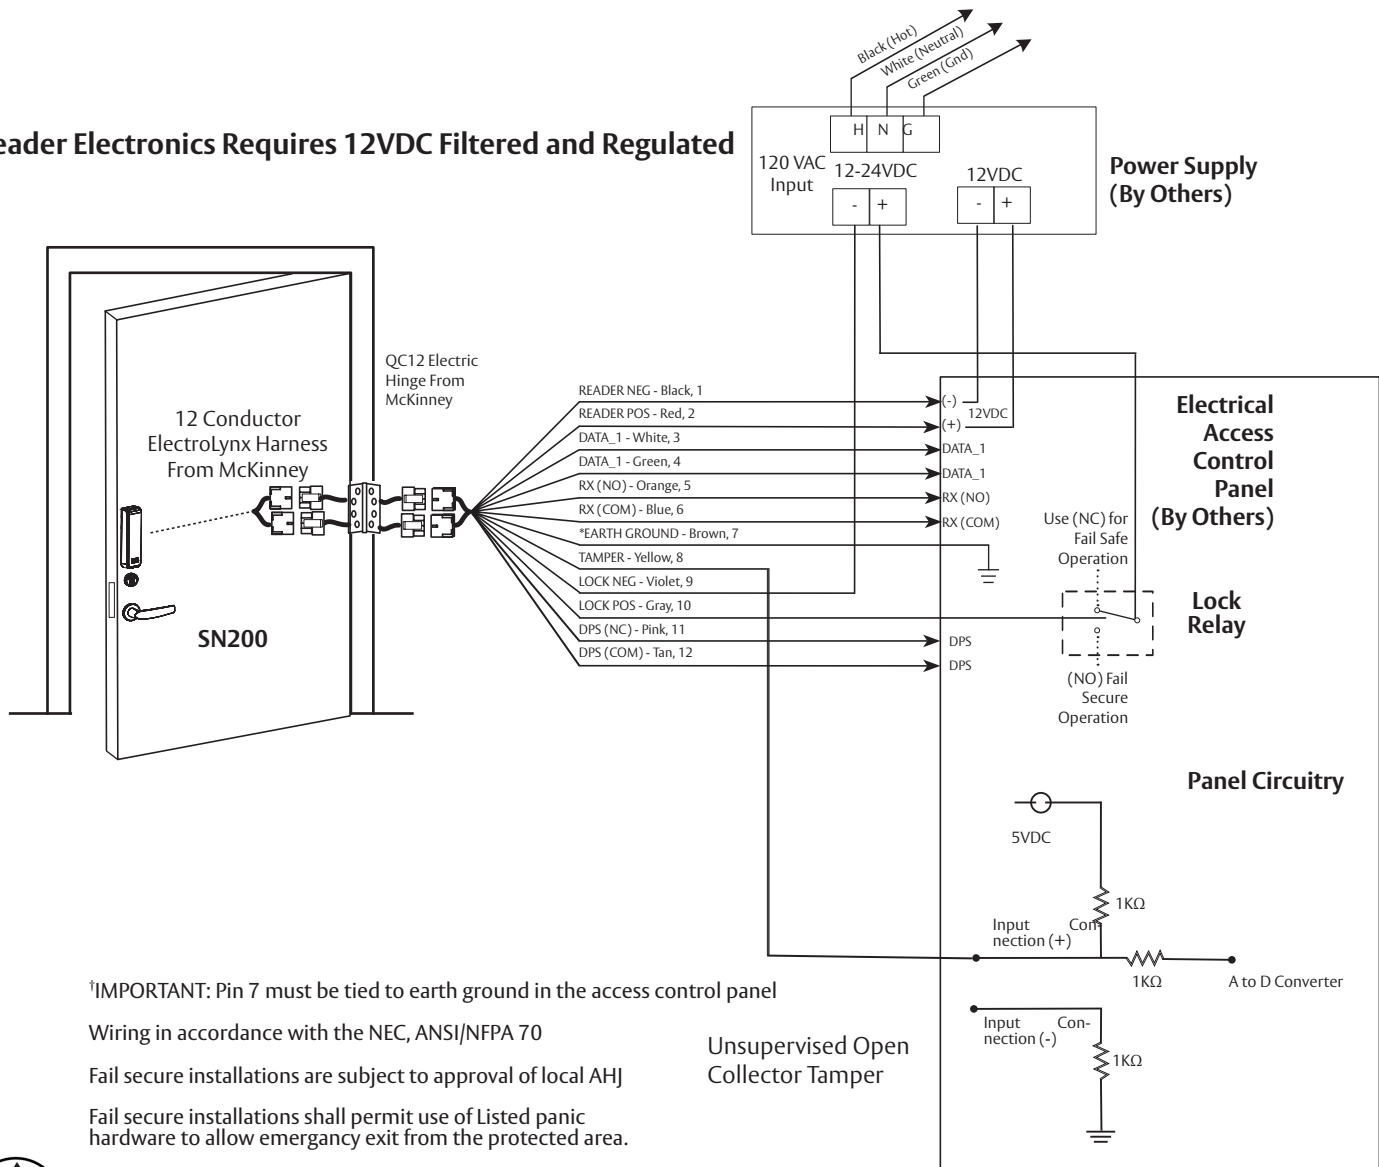 Black (Hot)
White (Neutral)
Green (Gnd)
eader Electronics Requires 12VDC Filtered and Regulated
H N G
120 VAC
Input
12-24VDC
12VDC
- +
- +
Power Supply
(By Others)
QC12 Electric
Hinge From
McKinney
12 Conductor
ElectroLynx Harness
From McKinney
SN200
READER NEG - Black, 1
READER POS - Red, 2
DATA_1 - White, 3
DATA_1 - Green, 4
RX (NO) - Orange, 5
RX (COM) - Blue, 6
*EARTH GROUND - Brown, 7
TAMPER - Yellow, 8
LOCK NEG - Violet, 9
LOCK POS - Gray, 10
DPS (NC) - Pink, 11
DPS (COM) - Tan, 12
(-)
12VDC
(+)
DATA_1
DATA_1
RX (NO)
RX (COM)
DPS
DPS
Electrical
Access
Control
Panel
(By Others)
Use (NC) for
Fail Safe
Operation
Lock
Relay
(NO) Fail
Secure
Operation
Panel Circuitry
5VDC
1KΩ
Input Con-
nection (+)
1KΩ
A to D Converter
Input Con-
nection (-)
1KΩ
†IMPORTANT: Pin 7 must be tied to earth ground in the access control panel
Wiring in accordance with the NEC, ANSI/NFPA 70
Fail secure installations are subject to approval of local AHJ
Fail secure installations shall permit use of Listed panic
hardware to allow emergancy exit from the protected area.
Unsupervised Open
Collector Tamper